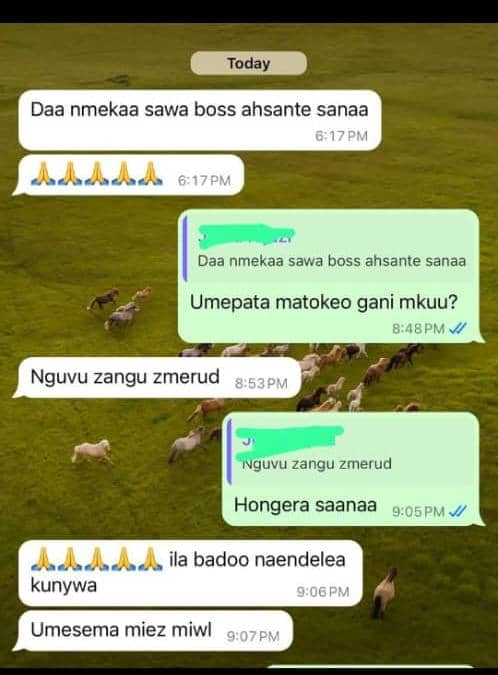 Today
Daa nmekaa sawa boss ahsante sanaa
6:17 PM
🙏🙏🙏🙏🙏 6:17 PM
Daa nmekaa sawa boss ahsante sanaa
Umepata matokeo gani mkuu?
8:48 PM
Nguvu zangu zmerud 8:53 PM
Nguvu zangu zmerud
Hongera saanaa 9:05 PM
🙏🙏🙏🙏🙏 ila badoo naendelea
kunywa 9:06 PM
Umesema miez miwl 9:07 PM